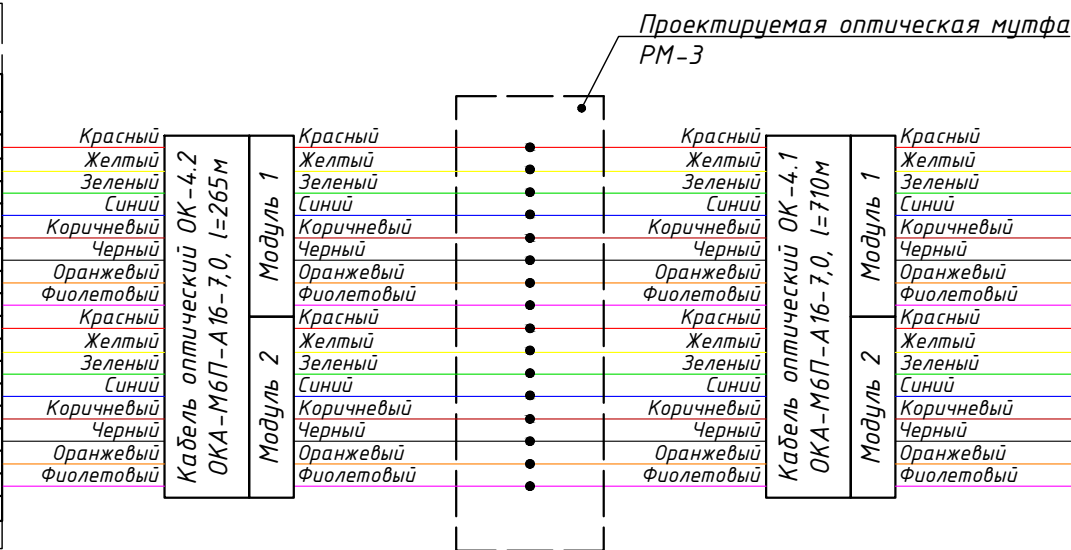 Проектируемая оптическая мутфа
РМ-3
Красный
Желтый
Зеленый
Синий
Коричневый
Черный
Оранжевый
Фиолетовый
Красный
Желтый
Зеленый
Синий
Коричневый
Черный
Оранжевый
Фиолетовый
Кабель оптический ОК-4.2
ОКА-М6П-А16-7,0, l=265м
Модуль 1
Модуль 2
Красный
Желтый
Зеленый
Синий
Коричневый
Черный
Оранжевый
Фиолетовый
Красный
Желтый
Зеленый
Синий
Коричневый
Черный
Оранжевый
Фиолетовый
Красный
Желтый
Зеленый
Синий
Коричневый
Черный
Оранжевый
Фиолетовый
Красный
Желтый
Зеленый
Синий
Коричневый
Черный
Оранжевый
Фиолетовый
Кабель оптический ОК-4.1
ОКА-М6П-А16-7,0, l=710м
Модуль 1
Модуль 2
Красный
Желтый
Зеленый
Синий
Коричневый
Черный
Оранжевый
Фиолетовый
Красный
Желтый
Зеленый
Синий
Коричневый
Черный
Оранжевый
Фиолетовый